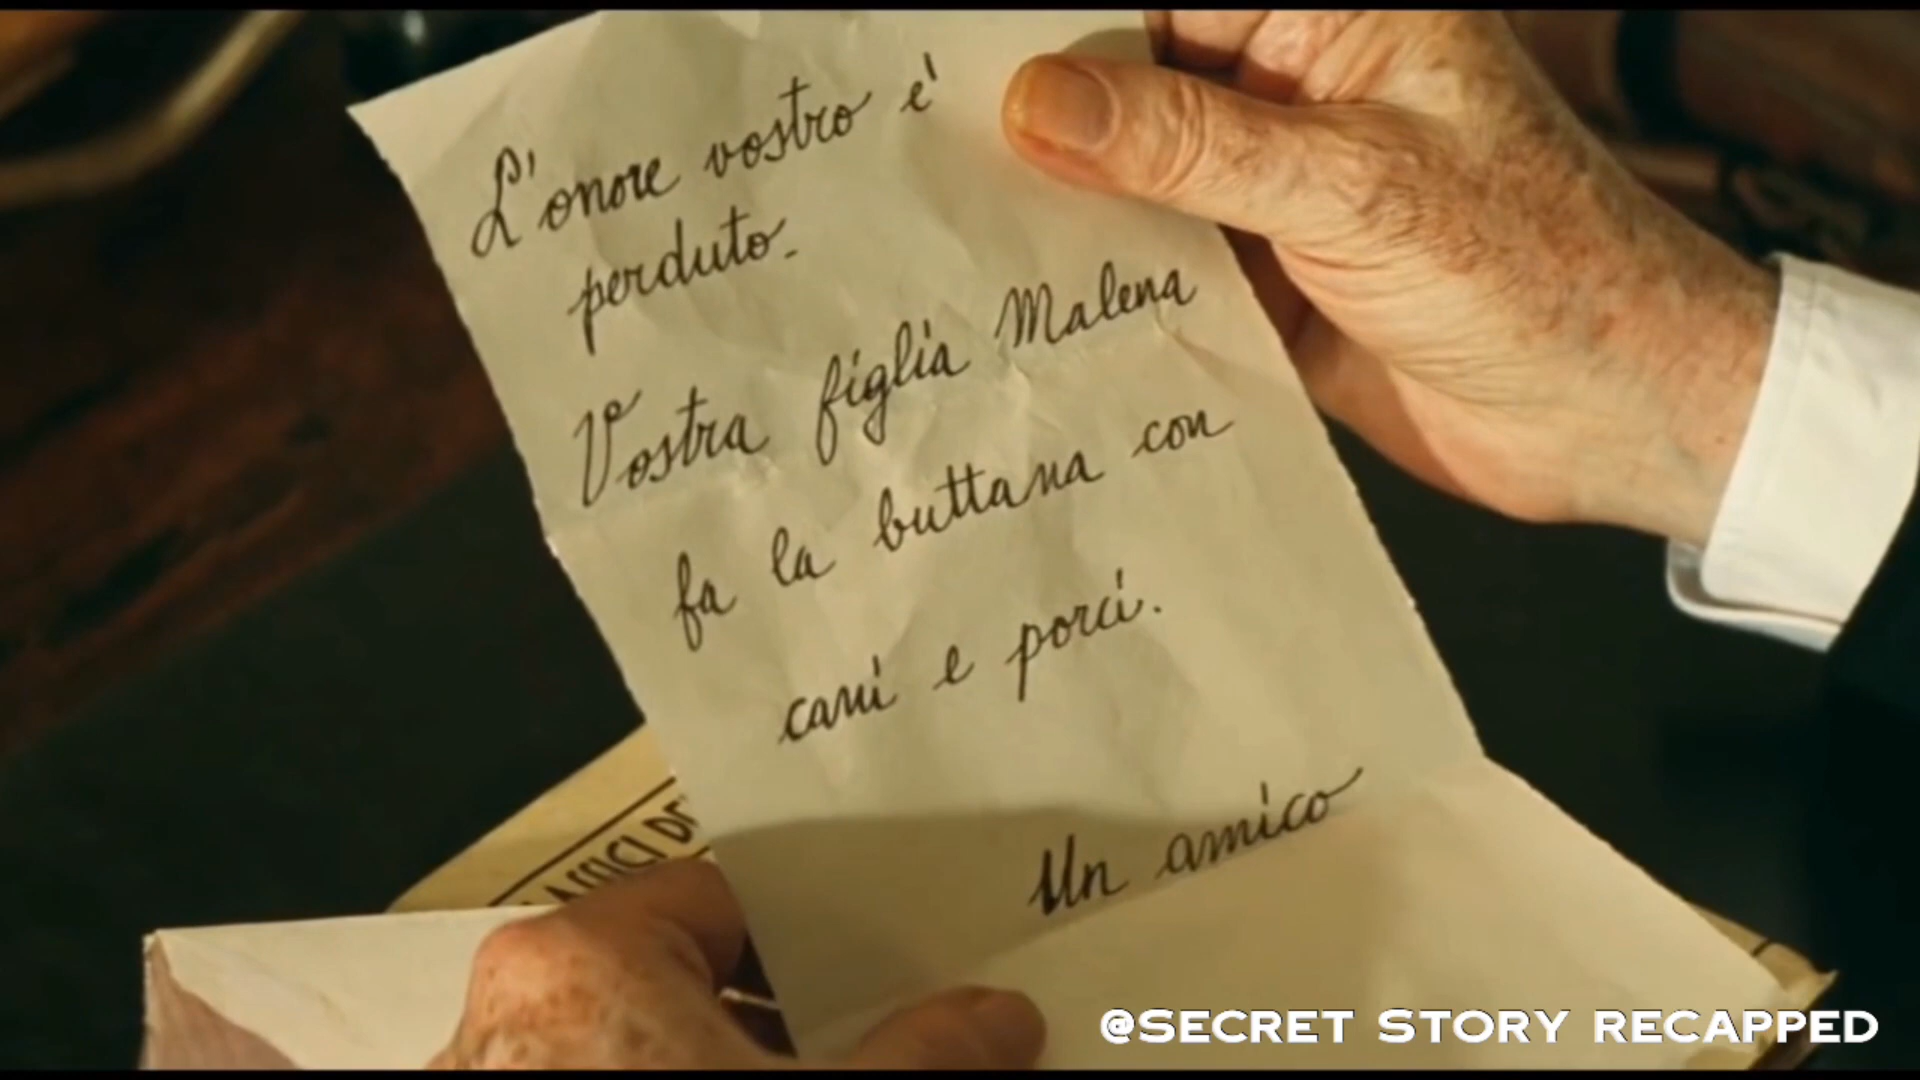 L'onore vostro e'
perduto.
Vostra figlia Malena
fa la buttana con
cani e porci.
Un amico
@SECRET STORY RECAPPED